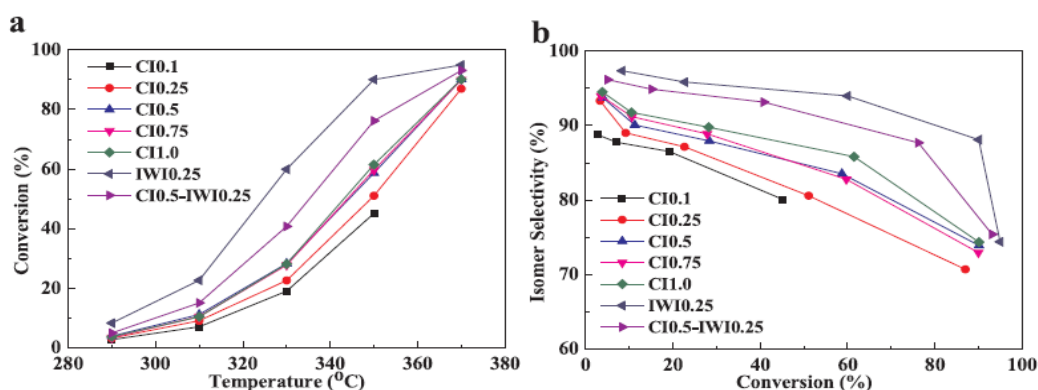 a
100
80
60
40
20
0
Conversion (%)
CI0.1
CI0.25
CI0.5
CI0.75
CI1.0
IWI0.25
CI0.5-IWI0.25
280 300 320 340 360 380
Temperature (⁰C)
b
100
90
80
70
60
Isomer Selectivity (%)
CI0.1
CI0.25
CI0.5
CI0.75
CI1.0
IWI0.25
CI0.5-IWI0.25
0 20 40 60 80 100
Conversion (%)